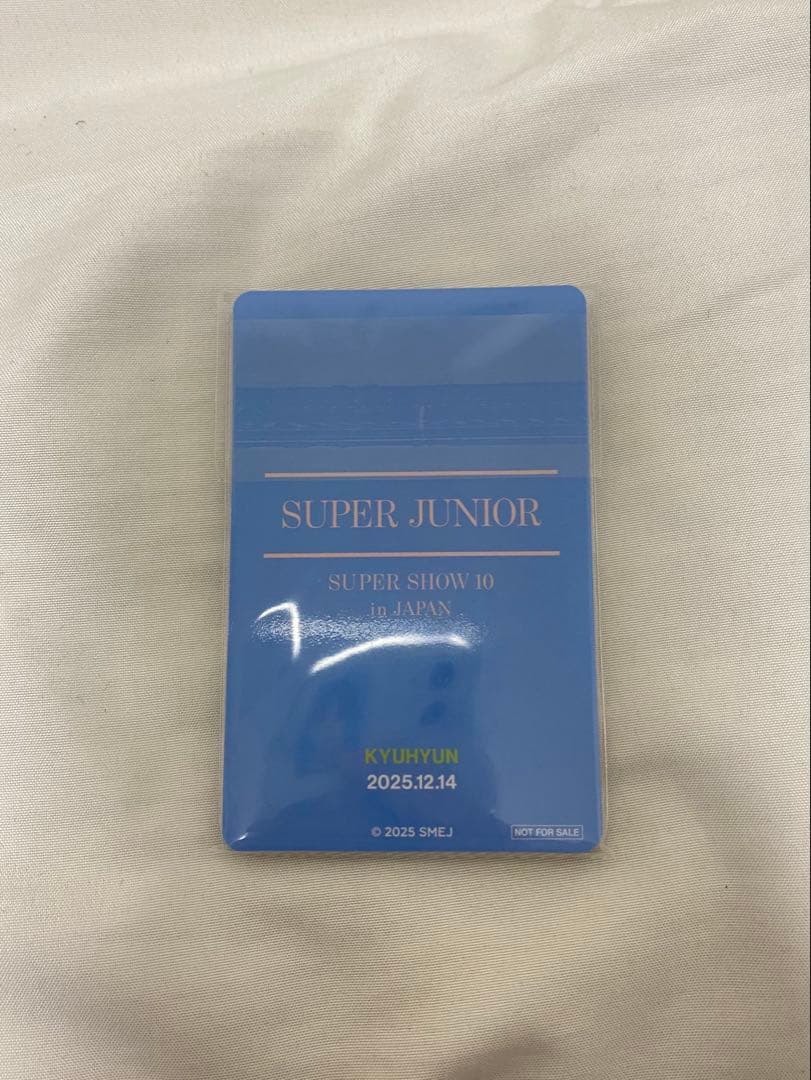 SUPER JUNIOR
SUPER SHOW 10
in JAPAN
KYUHYUN
2025.12.14
© 2025 SMEJ
NOT FOR SALE